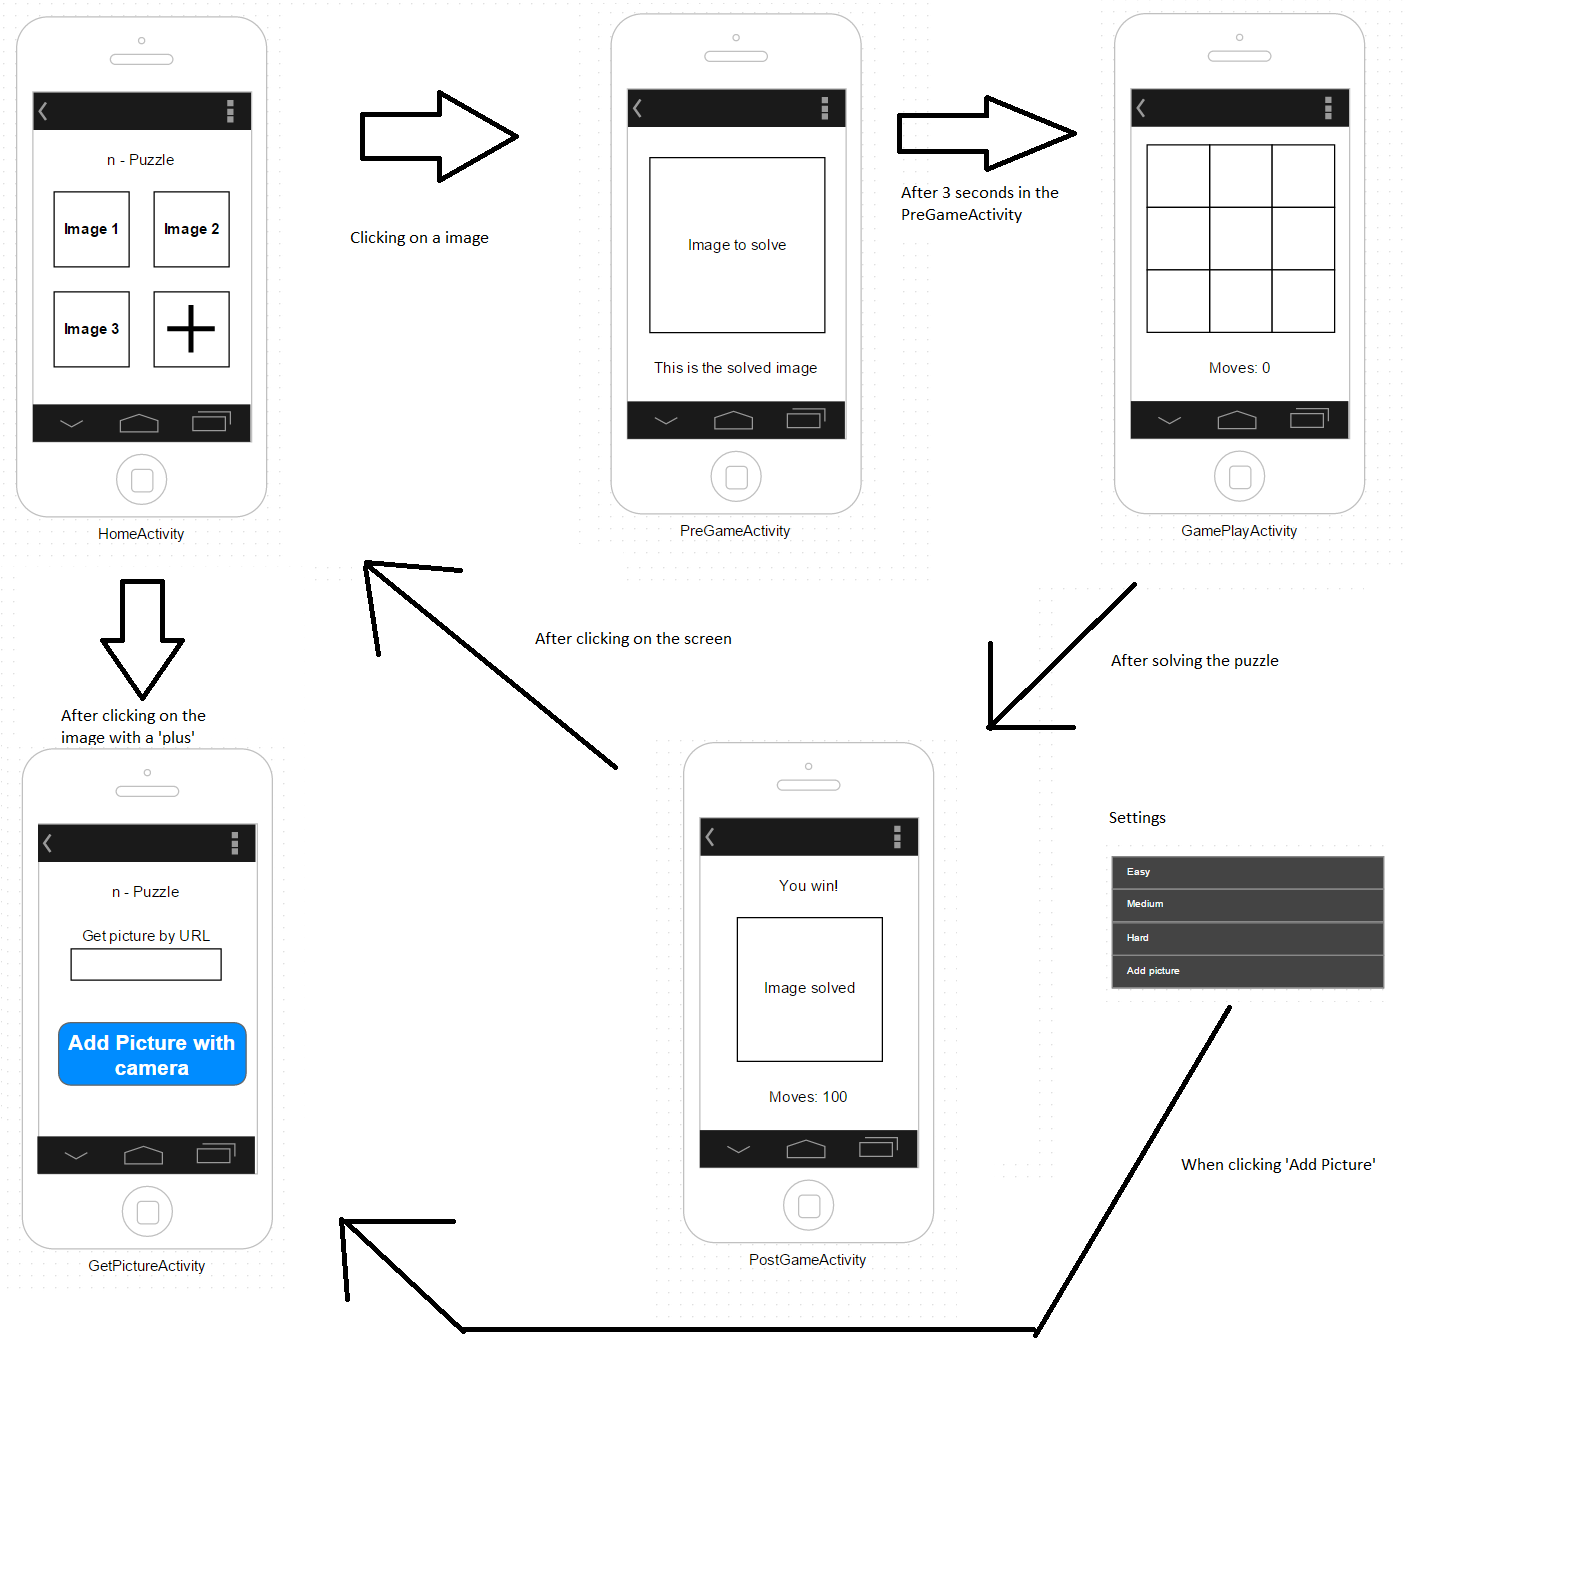 n - Puzzle
Image 1
Image 2
Image 3
HomeActivity
Clicking on a image
Image to solve
This is the solved image
PreGameActivity
After 3 seconds in the
PreGameActivity
Moves: 0
GamePlayActivity
After clicking on the
image with a 'plus'
After clicking on the screen
After solving the puzzle
n - Puzzle
Get picture by URL
Add Picture with
camera
GetPictureActivity
You win!
Image solved
Moves: 100
PostGameActivity
Settings
Easy
Medium
Hard
Add picture
When clicking 'Add Picture'